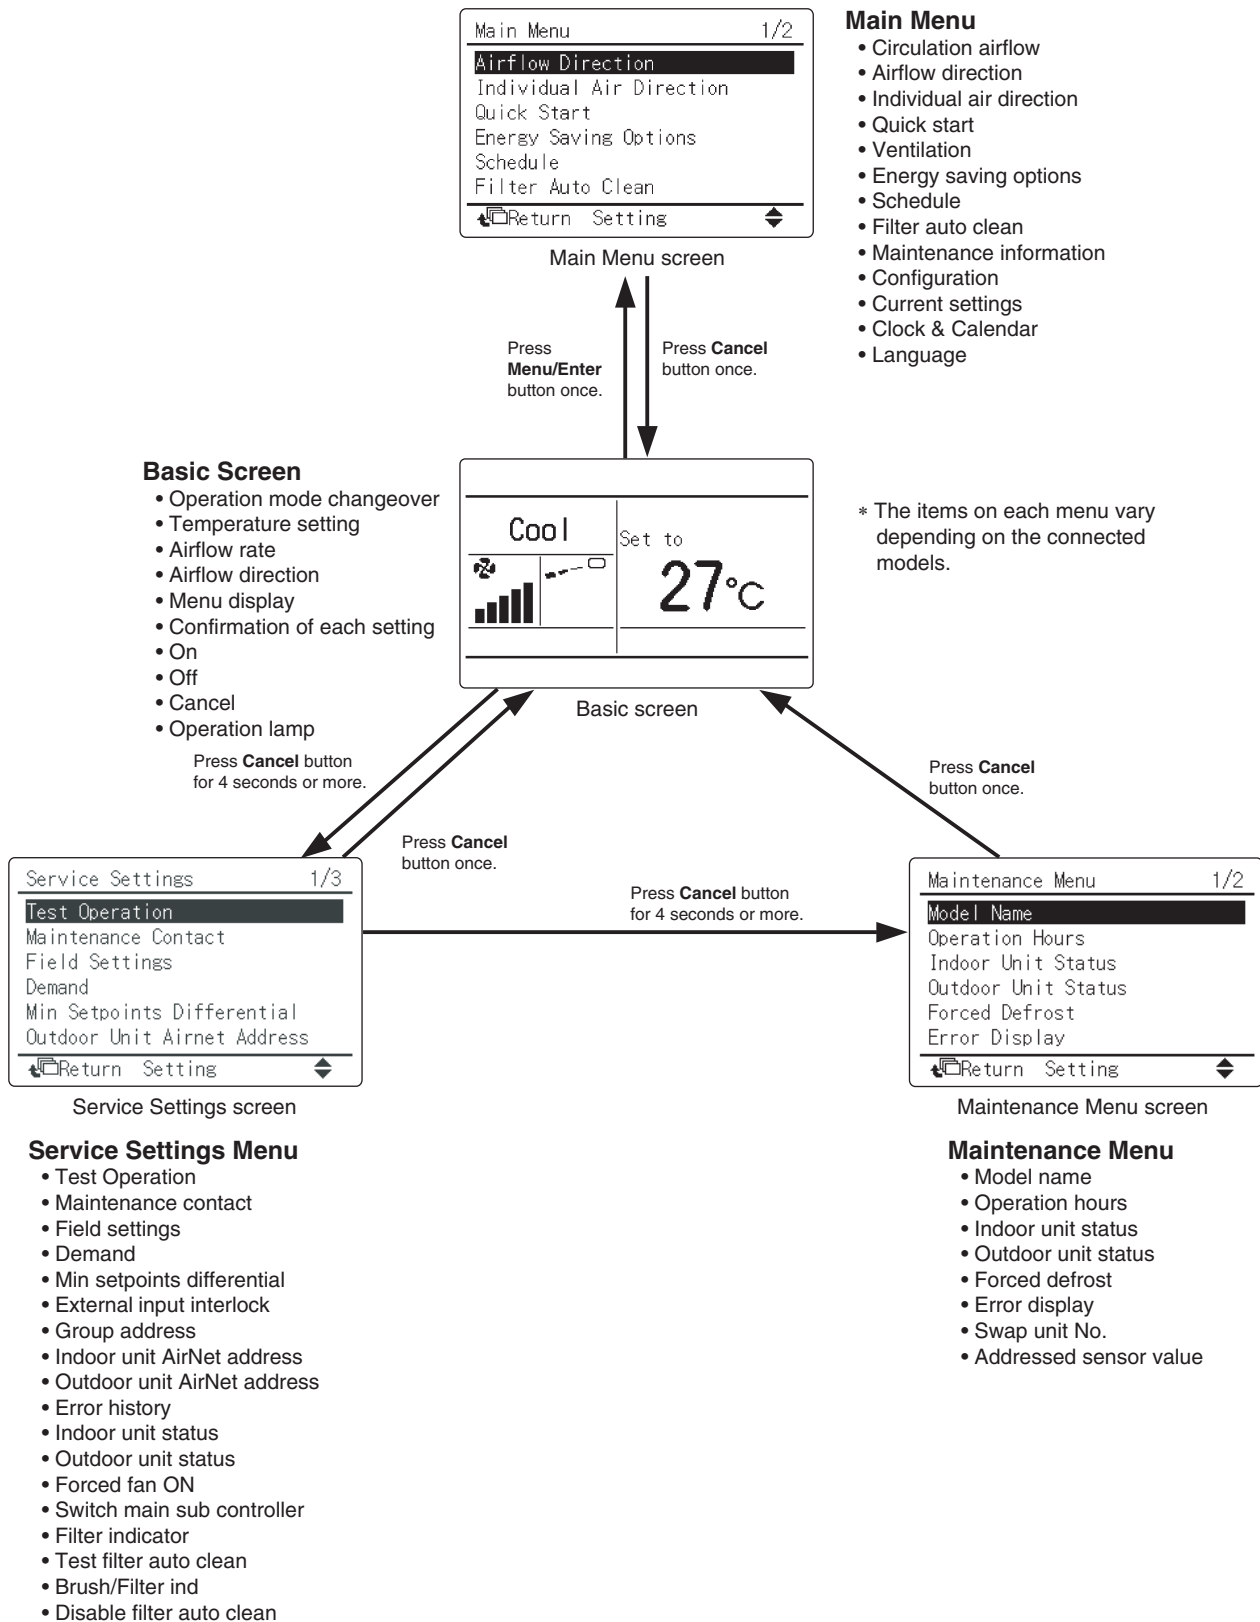 Main Menu 1/2
Airflow Direction
Individual Air Direction
Quick Start
Energy Saving Options
Schedule
Filter Auto Clean
Return Setting
Main Menu screen
Main Menu
• Circulation airflow
• Airflow direction
• Individual air direction
• Quick start
• Ventilation
• Energy saving options
• Schedule
• Filter auto clean
• Maintenance information
• Configuration
• Current settings
• Clock & Calendar
• Language
Press
Menu/Enter
button once.
Press Cancel
button once.
Basic Screen
• Operation mode changeover
• Temperature setting
• Airflow rate
• Airflow direction
• Menu display
• Confirmation of each setting
• On
• Off
• Cancel
• Operation lamp
Cool
Set to
27°C
Basic screen
* The items on each menu vary
depending on the connected
models.
Press Cancel button
for 4 seconds or more.
Press Cancel
button once.
Press Cancel
button once.
Press Cancel button
for 4 seconds or more.
Service Settings 1/3
Test Operation
Maintenance Contact
Field Settings
Demand
Min Setpoints Differential
Outdoor Unit Airnet Address
Return Setting
Service Settings screen
Service Settings Menu
• Test Operation
• Maintenance contact
• Field settings
• Demand
• Min setpoints differential
• External input interlock
• Group address
• Indoor unit AirNet address
• Outdoor unit AirNet address
• Error history
• Indoor unit status
• Outdoor unit status
• Forced fan ON
• Switch main sub controller
• Filter indicator
• Test filter auto clean
• Brush/Filter ind
• Disable filter auto clean
Maintenance Menu 1/2
Model Name
Operation Hours
Indoor Unit Status
Outdoor Unit Status
Forced Defrost
Error Display
Return Setting
Maintenance Menu screen
Maintenance Menu
• Model name
• Operation hours
• Indoor unit status
• Outdoor unit status
• Forced defrost
• Error display
• Swap unit No.
• Addressed sensor value